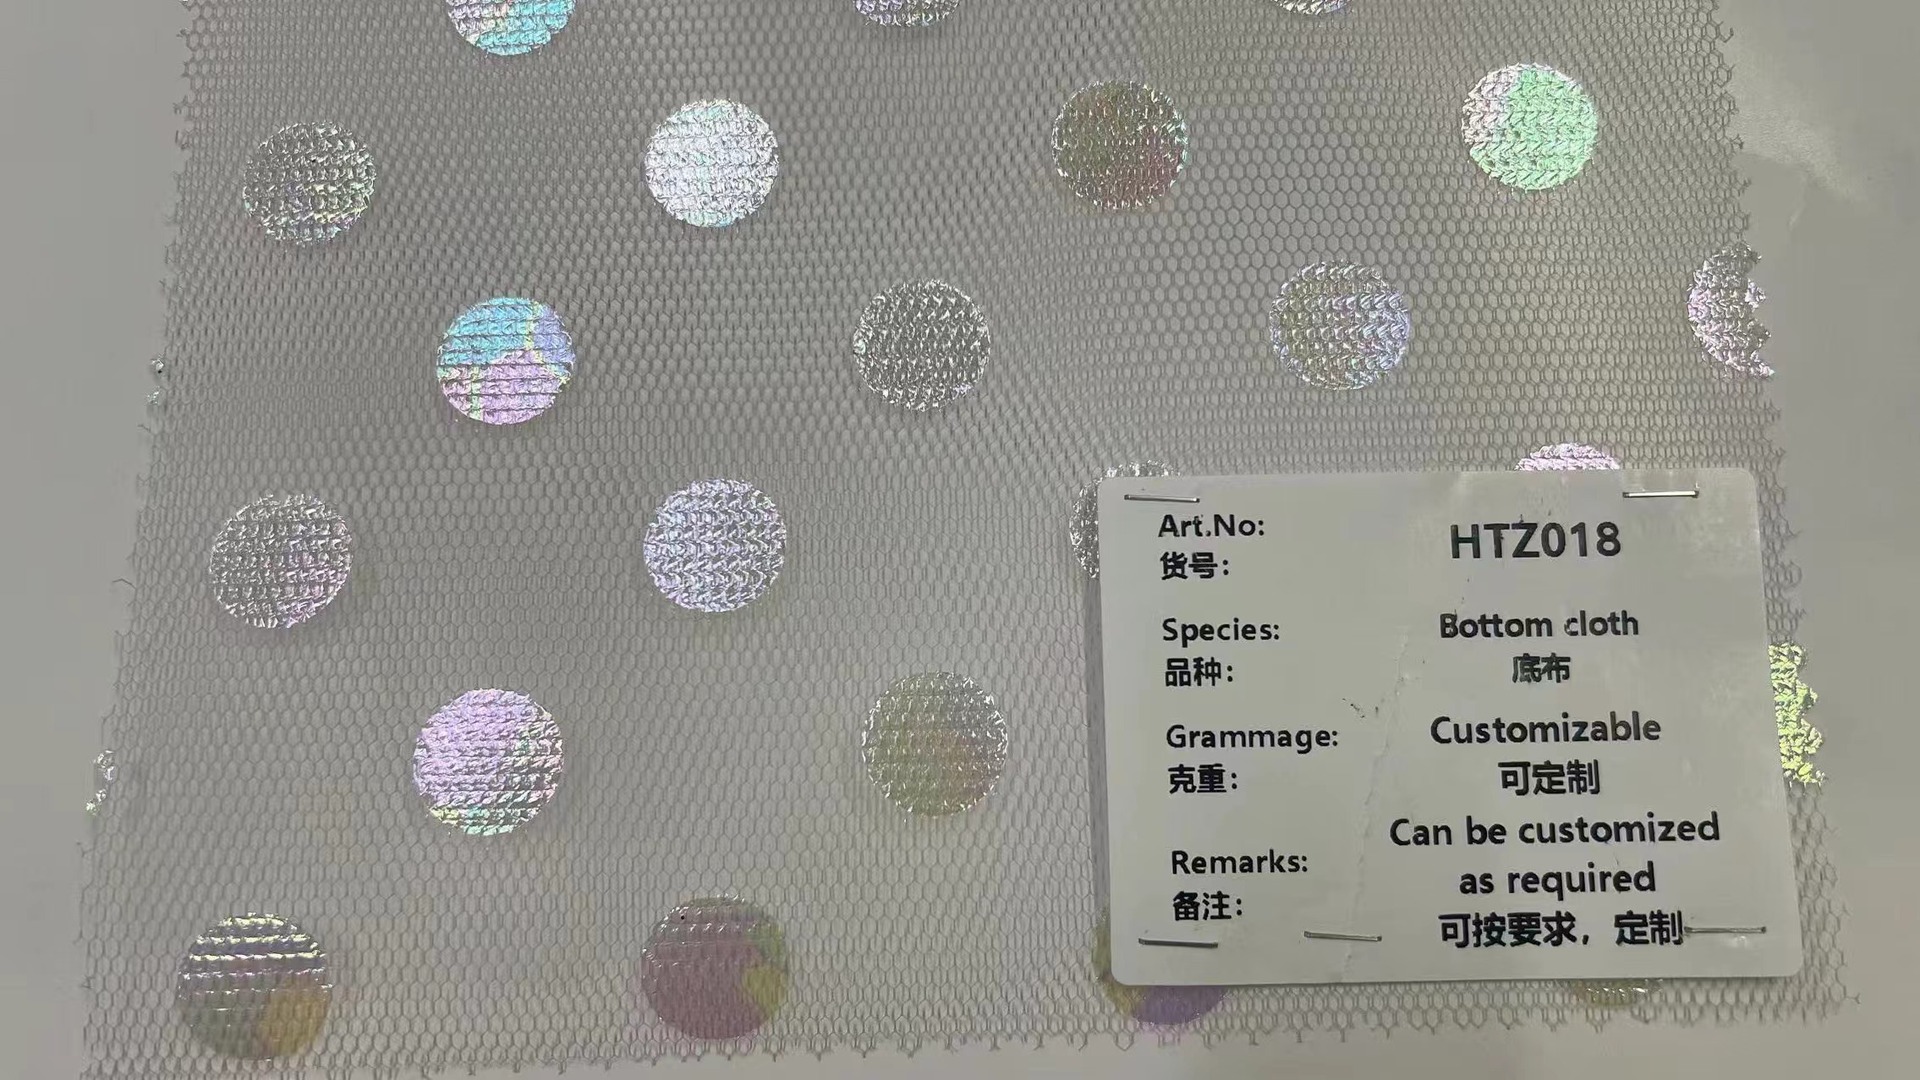 Art.No: HTZ018
货号:
Species: Bottom cloth
品种: 底布
Grammage: Customizable
克重: 可定制
Can be customized
Remarks: as required
备注: 可按要求，定制